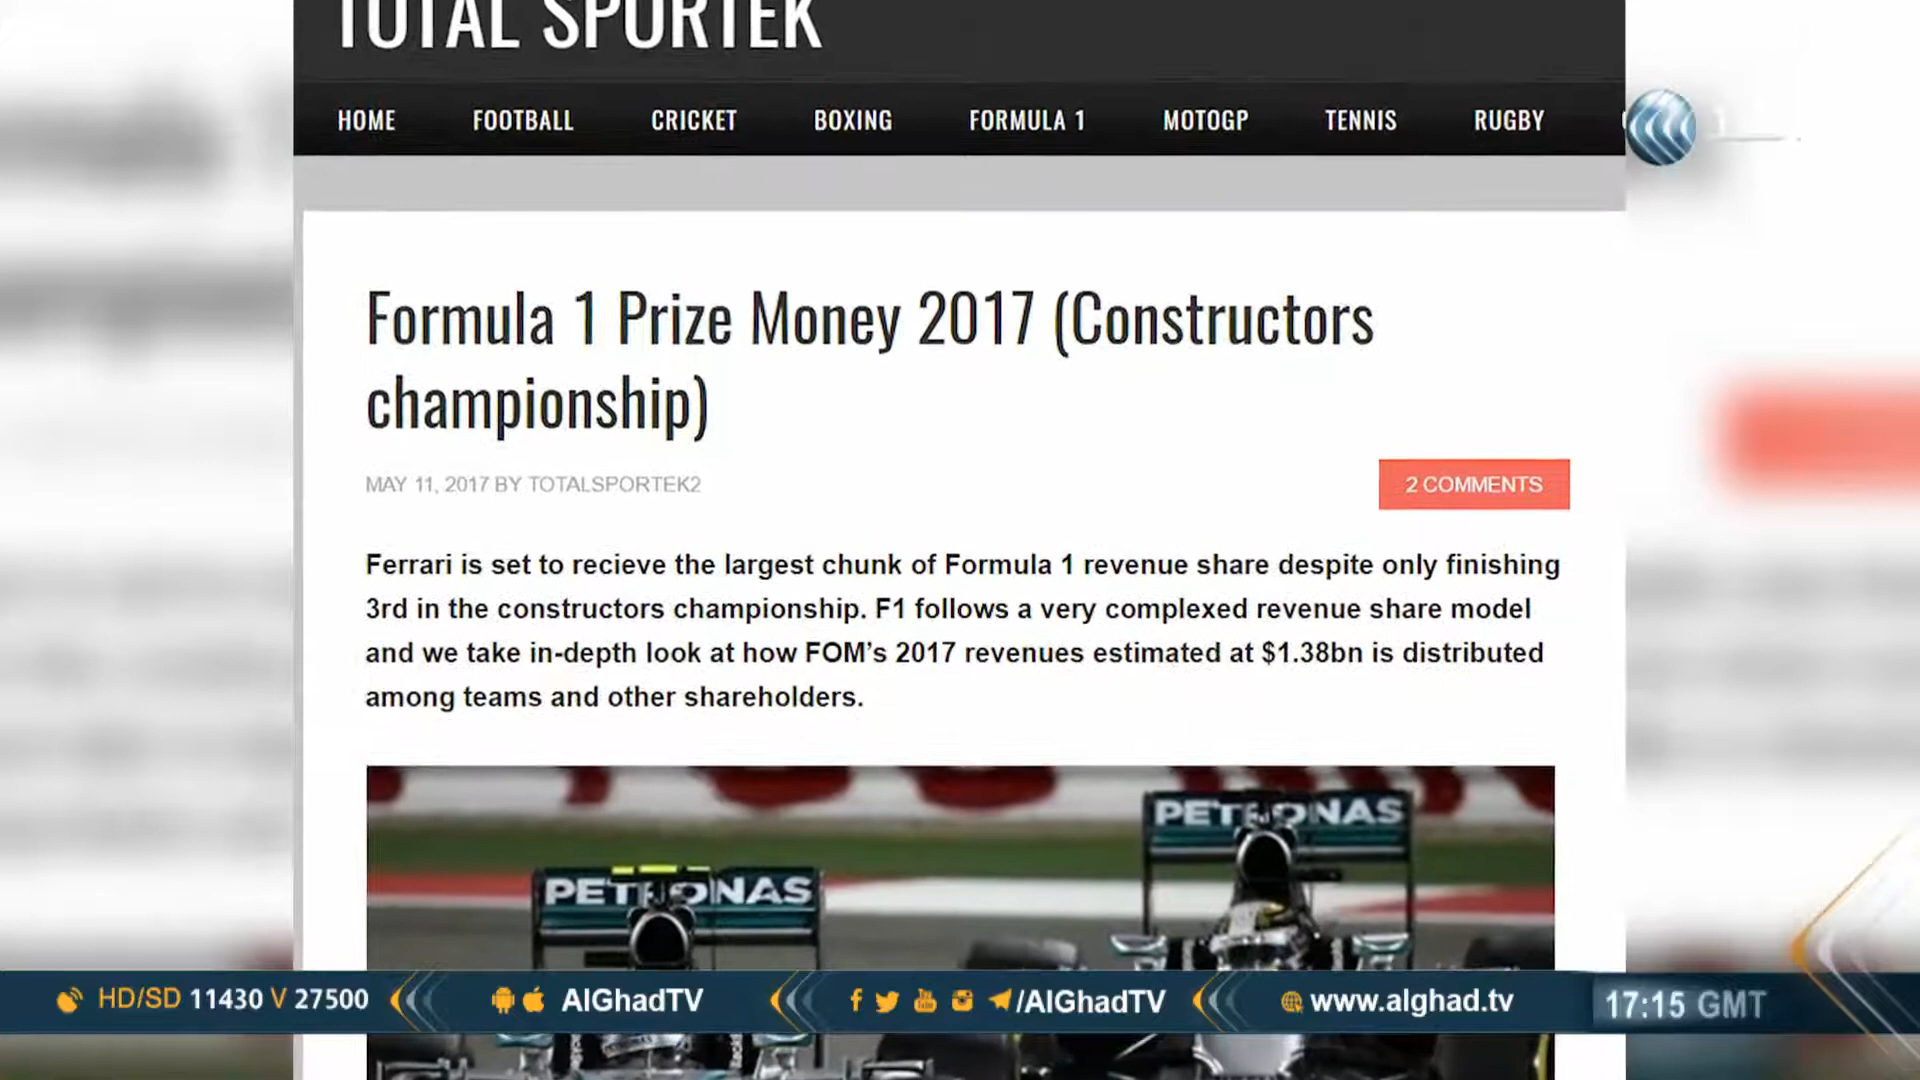 TOTAL SPORTEK
HOME FOOTBALL CRICKET BOXING FORMULA 1 MOTOGP TENNIS RUGBY
Formula 1 Prize Money 2017 (Constructors
championship)
MAY 11, 2017 BY TOTALSPORTEK2
2 COMMENTS
Ferrari is set to recieve the largest chunk of Formula 1 revenue share despite only finishing
3rd in the constructors championship. F1 follows a very complexed revenue share model
and we take in-depth look at how FOM’s 2017 revenues estimated at $1.38bn is distributed
among teams and other shareholders.
PETRONAS
PETRONAS
HD/SD 11430 V 27500 AlGhadTV /AlGhadTV www.alghad.tv 17:15 GMT